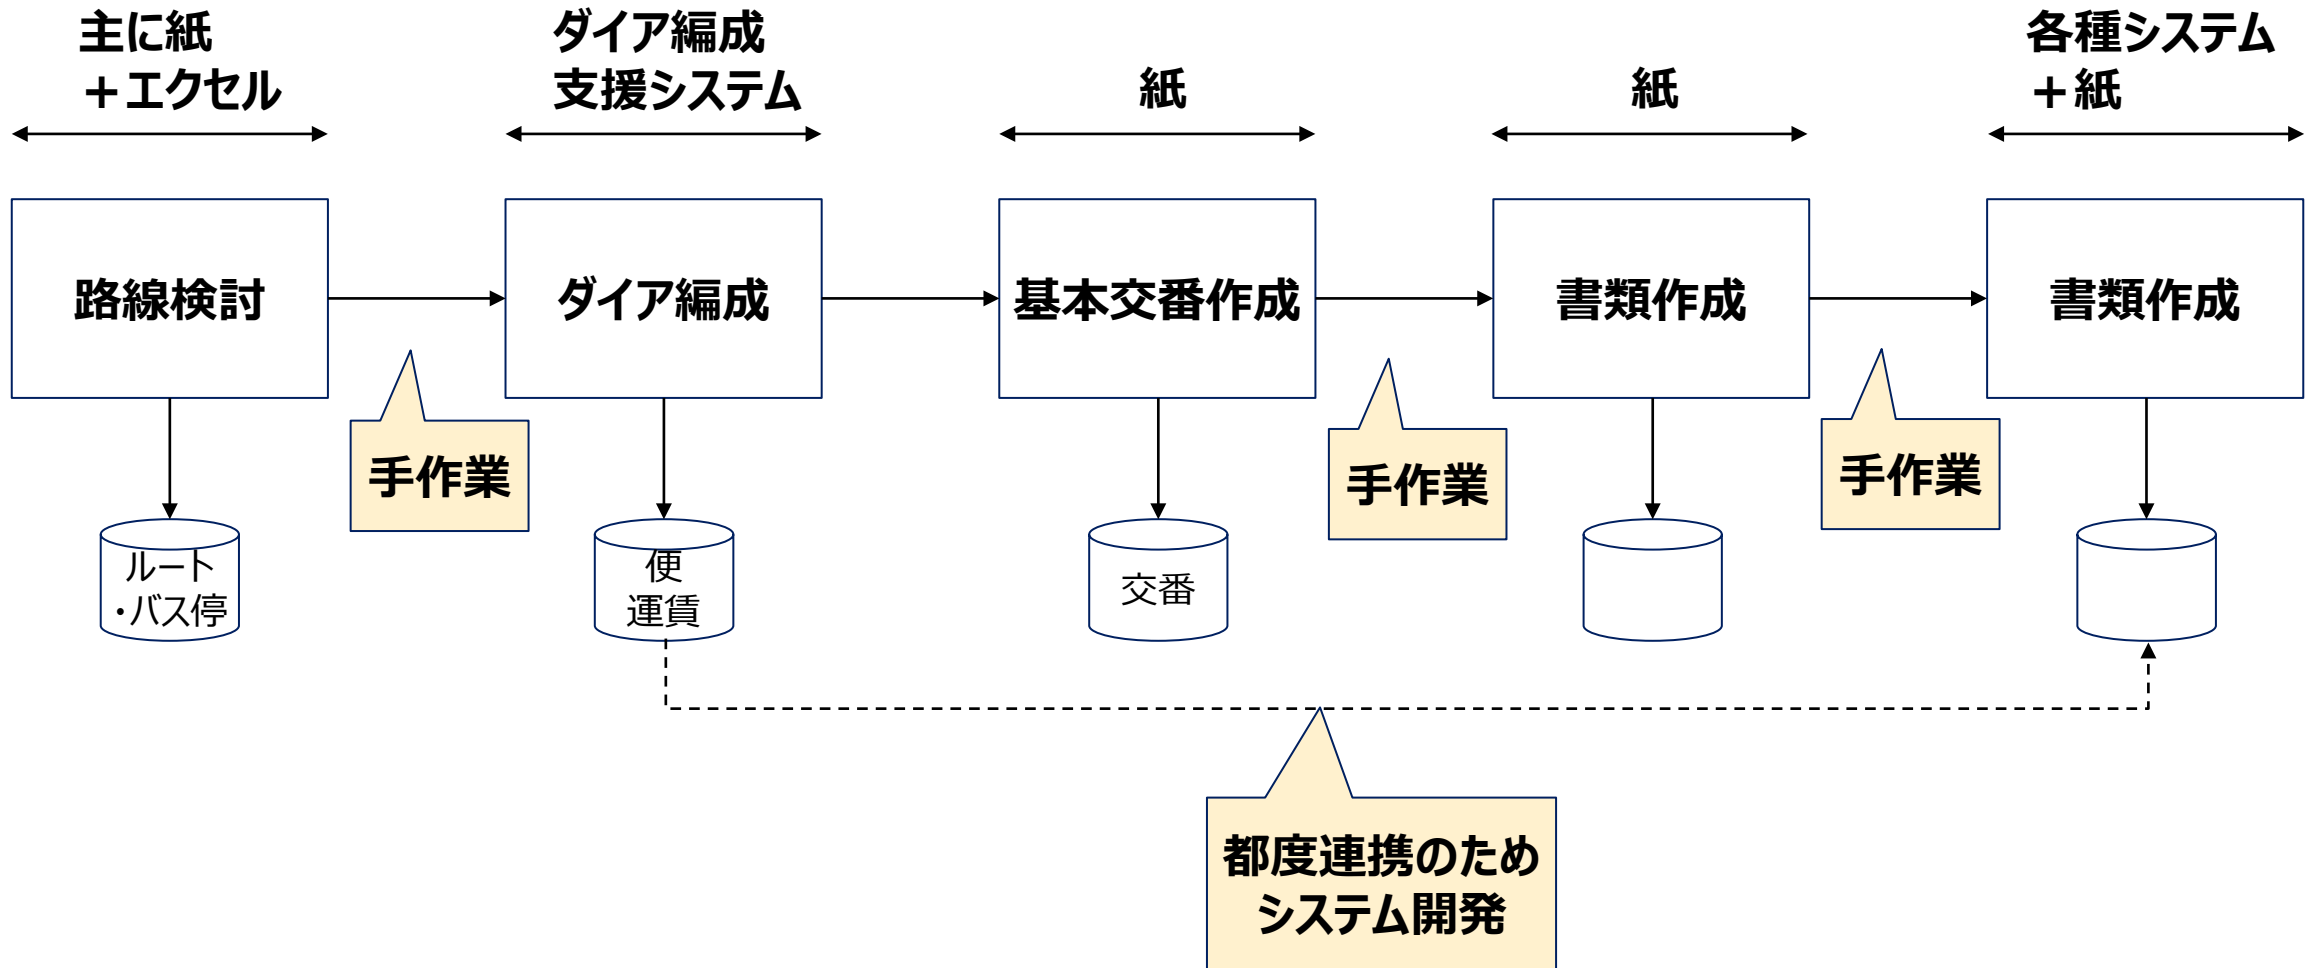 主に紙
＋エクセル
ダイア編成
支援システム
紙
紙
各種システム
＋紙
路線検討
ダイア編成
基本交番作成
書類作成
書類作成
手作業
手作業
手作業
ルート
・バス停
便
運賃
交番
都度連携のため
システム開発